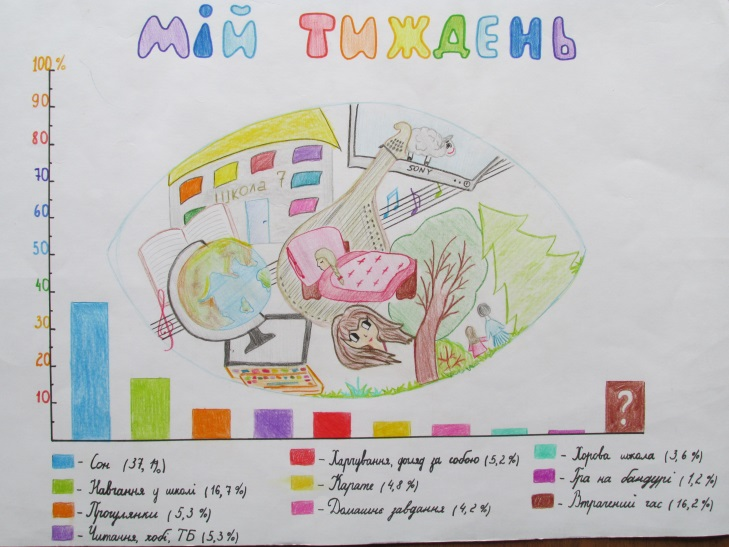 Мій тиждень
100 %
90
80
70
60
50
40
30
20
10
Школа 7
SONY
?
- Сон (37,1%)
- Навчання у школі (16,7%)
- Прогулянки (5,3%)
- Читання, хобі, ТБ (5,3%)
- Харчування, догляд за собою (5,2%)
- Карате (4,8%)
- Домашнє завдання (4,2%)
- Хорова школа (3,6%)
- Гра на бандурі (1,2%)
- Втрачений час (16,2%)